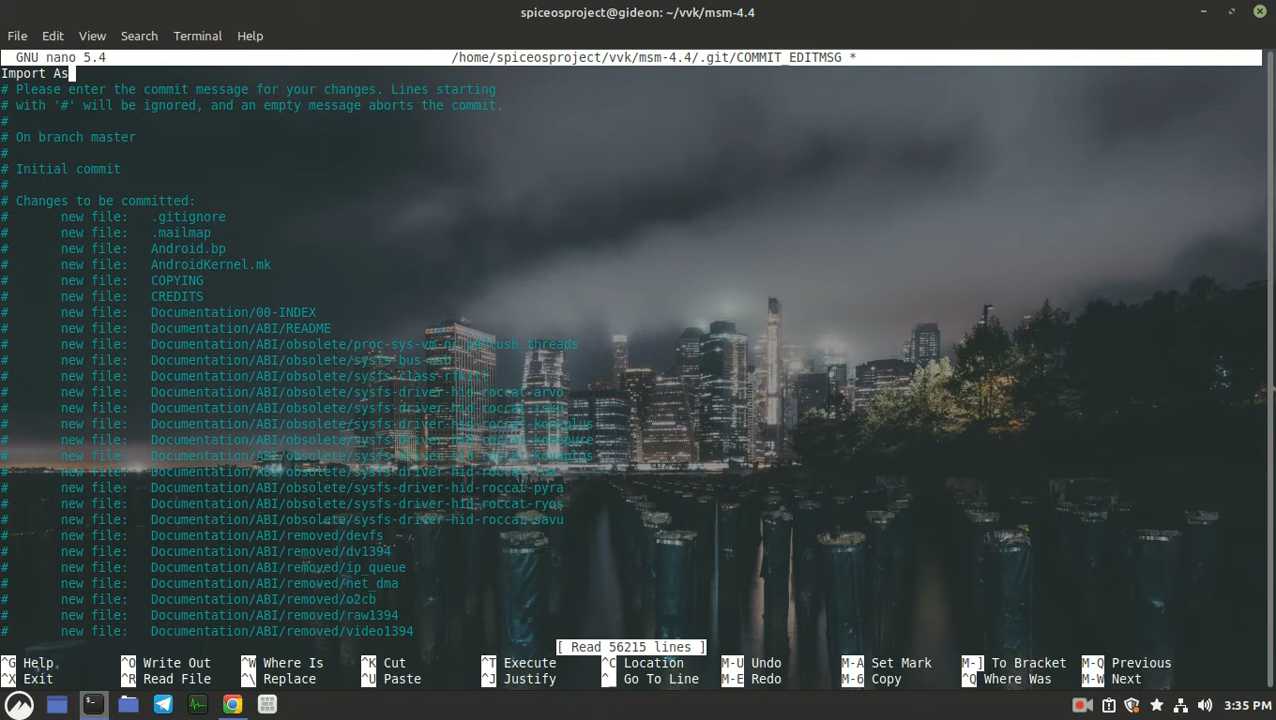 spiceosproject@gideon: ~/vvk/msm-4.4
File Edit View Search Terminal Help
GNU nano 5.4 /home/spiceosproject/vvk/msm-4.4/.git/COMMIT_EDITMSG *
Import As
# Please enter the commit message for your changes. Lines starting
# with '#' will be ignored, and an empty message aborts the commit.
#
# On branch master
#
# Initial commit
#
# Changes to be committed:
# new file: .gitignore
# new file: .mailmap
# new file: Android.bp
# new file: AndroidKernel.mk
# new file: COPYING
# new file: CREDITS
# new file: Documentation/00-INDEX
# new file: Documentation/ABI/README
# new file: Documentation/ABI/obsolete/proc-sys-vm-nr_pdflush_threads
# new file: Documentation/ABI/obsolete/sysfs-bus-usb
# new file: Documentation/ABI/obsolete/sysfs-class-rfkill
# new file: Documentation/ABI/obsolete/sysfs-driver-hid-roccat-arvo
# new file: Documentation/ABI/obsolete/sysfs-driver-hid-roccat-isku
# new file: Documentation/ABI/obsolete/sysfs-driver-hid-roccat-koneplus
# new file: Documentation/ABI/obsolete/sysfs-driver-hid-roccat-konepure
# new file: Documentation/ABI/obsolete/sysfs-driver-hid-roccat-kovaplus
# new file: Documentation/ABI/obsolete/sysfs-driver-hid-roccat-lua
# new file: Documentation/ABI/obsolete/sysfs-driver-hid-roccat-pyra
# new file: Documentation/ABI/obsolete/sysfs-driver-hid-roccat-ryos
# new file: Documentation/ABI/obsolete/sysfs-driver-hid-roccat-savu
# new file: Documentation/ABI/removed/devfs
# new file: Documentation/ABI/removed/dv1394
# new file: Documentation/ABI/removed/ip_queue
# new file: Documentation/ABI/removed/net_dma
# new file: Documentation/ABI/removed/o2cb
# new file: Documentation/ABI/removed/raw1394
# new file: Documentation/ABI/removed/video1394
[ Read 56215 lines ]
^G Help ^O Write Out ^W Where Is ^K Cut ^T Execute ^C Location M-U Undo M-A Set Mark M-] To Bracket M-Q Previous
^X Exit ^R Read File ^\ Replace ^U Paste ^J Justify ^_ Go To Line M-E Redo M-6 Copy ^Q Where Was M-W Next
3:35 PM